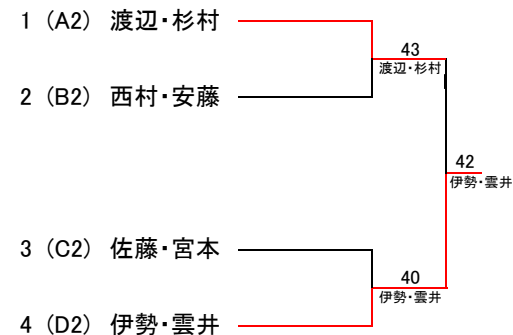 1 (A2) 渡辺・杉村
43
渡辺・杉村
2 (B2) 西村・安藤
42
伊勢・雲井
3 (C2) 佐藤・宮本
40
伊勢・雲井
4 (D2) 伊勢・雲井